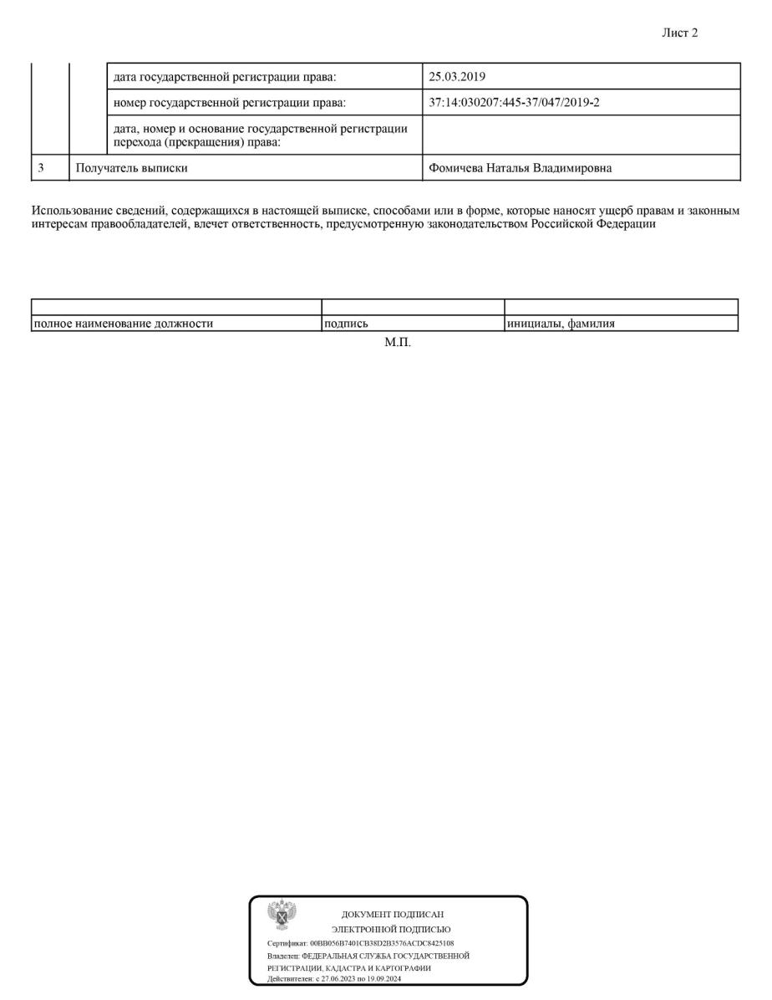 Лист 2
дата государственной регистрации права: 25.03.2019
номер государственной регистрации права: 37:14:030207:445-37/047/2019-2
дата, номер и основание государственной регистрации
перехода (прекращения) права:
3 Получатель выписки Фомичева Наталья Владимировна
Использование сведений, содержащихся в настоящей выписке, способами или в форме, которые наносят ущерб правам и законным
интересам правообладателей, влечет ответственность, предусмотренную законодательством Российской Федерации
полное наименование должности подпись инициалы, фамилия
М.П.
ДОКУМЕНТ ПОДПИСАН
ЭЛЕКТРОННОЙ ПОДПИСЬЮ
Сертификат: 00BB056B7401CB38D2B3576ACDC8425108
Владелец: ФЕДЕРАЛЬНАЯ СЛУЖБА ГОСУДАРСТВЕННОЙ
РЕГИСТРАЦИИ, КАДАСТРА И КАРТОГРАФИИ
Действителен: с 27.06.2023 по 19.09.2024